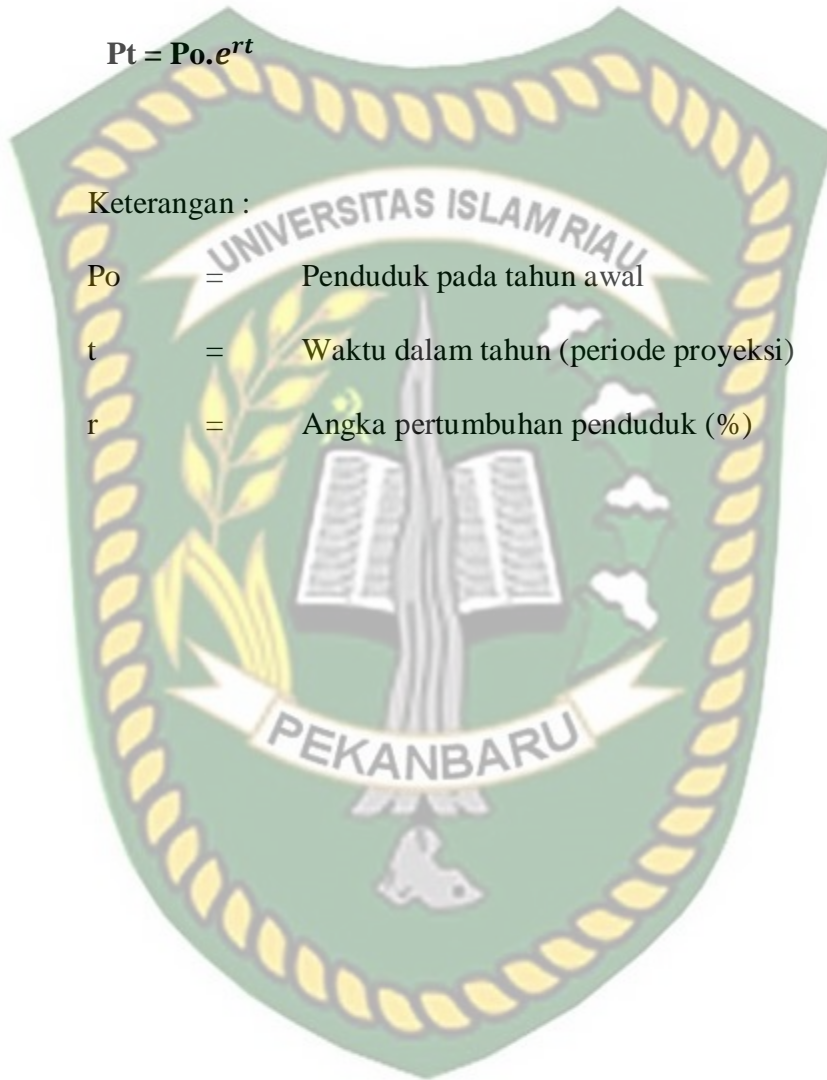 Pt = Po.e^{rt}
Keterangan :
UNIVERSITAS ISLAM RIAU
Po = Penduduk pada tahun awal
t = Waktu dalam tahun (periode proyeksi)
r = Angka pertumbuhan penduduk (%)
PEKANBARU